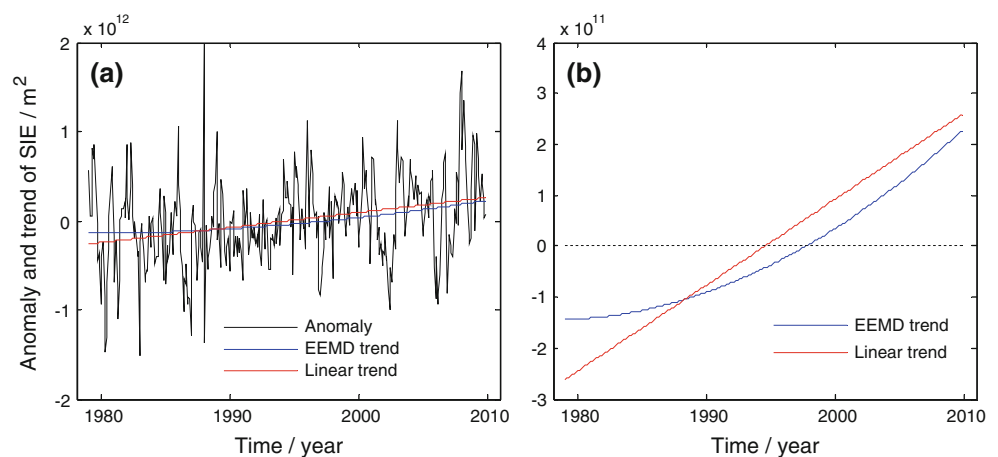 x 10^12
2
1
0
-1
-2
Anomaly and trend of SIE / m^2
(a)
Anomaly
EEMD trend
Linear trend
1980 1990 2000 2010
Time / year
x 10^11
4
3
2
1
0
-1
-2
-3
(b)
EEMD trend
Linear trend
1980 1990 2000 2010
Time / year